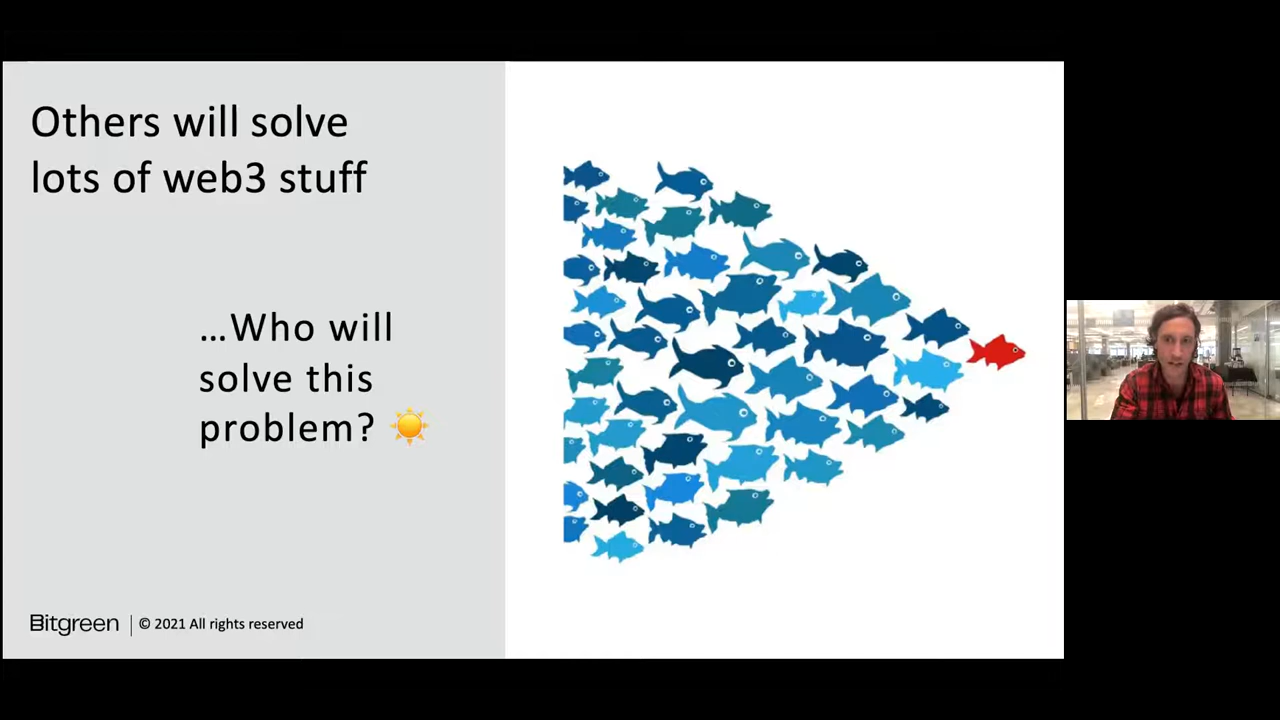 Others will solve
lots of web3 stuff
…Who will
solve this
problem? ☀️
Bitgreen | © 2021 All rights reserved